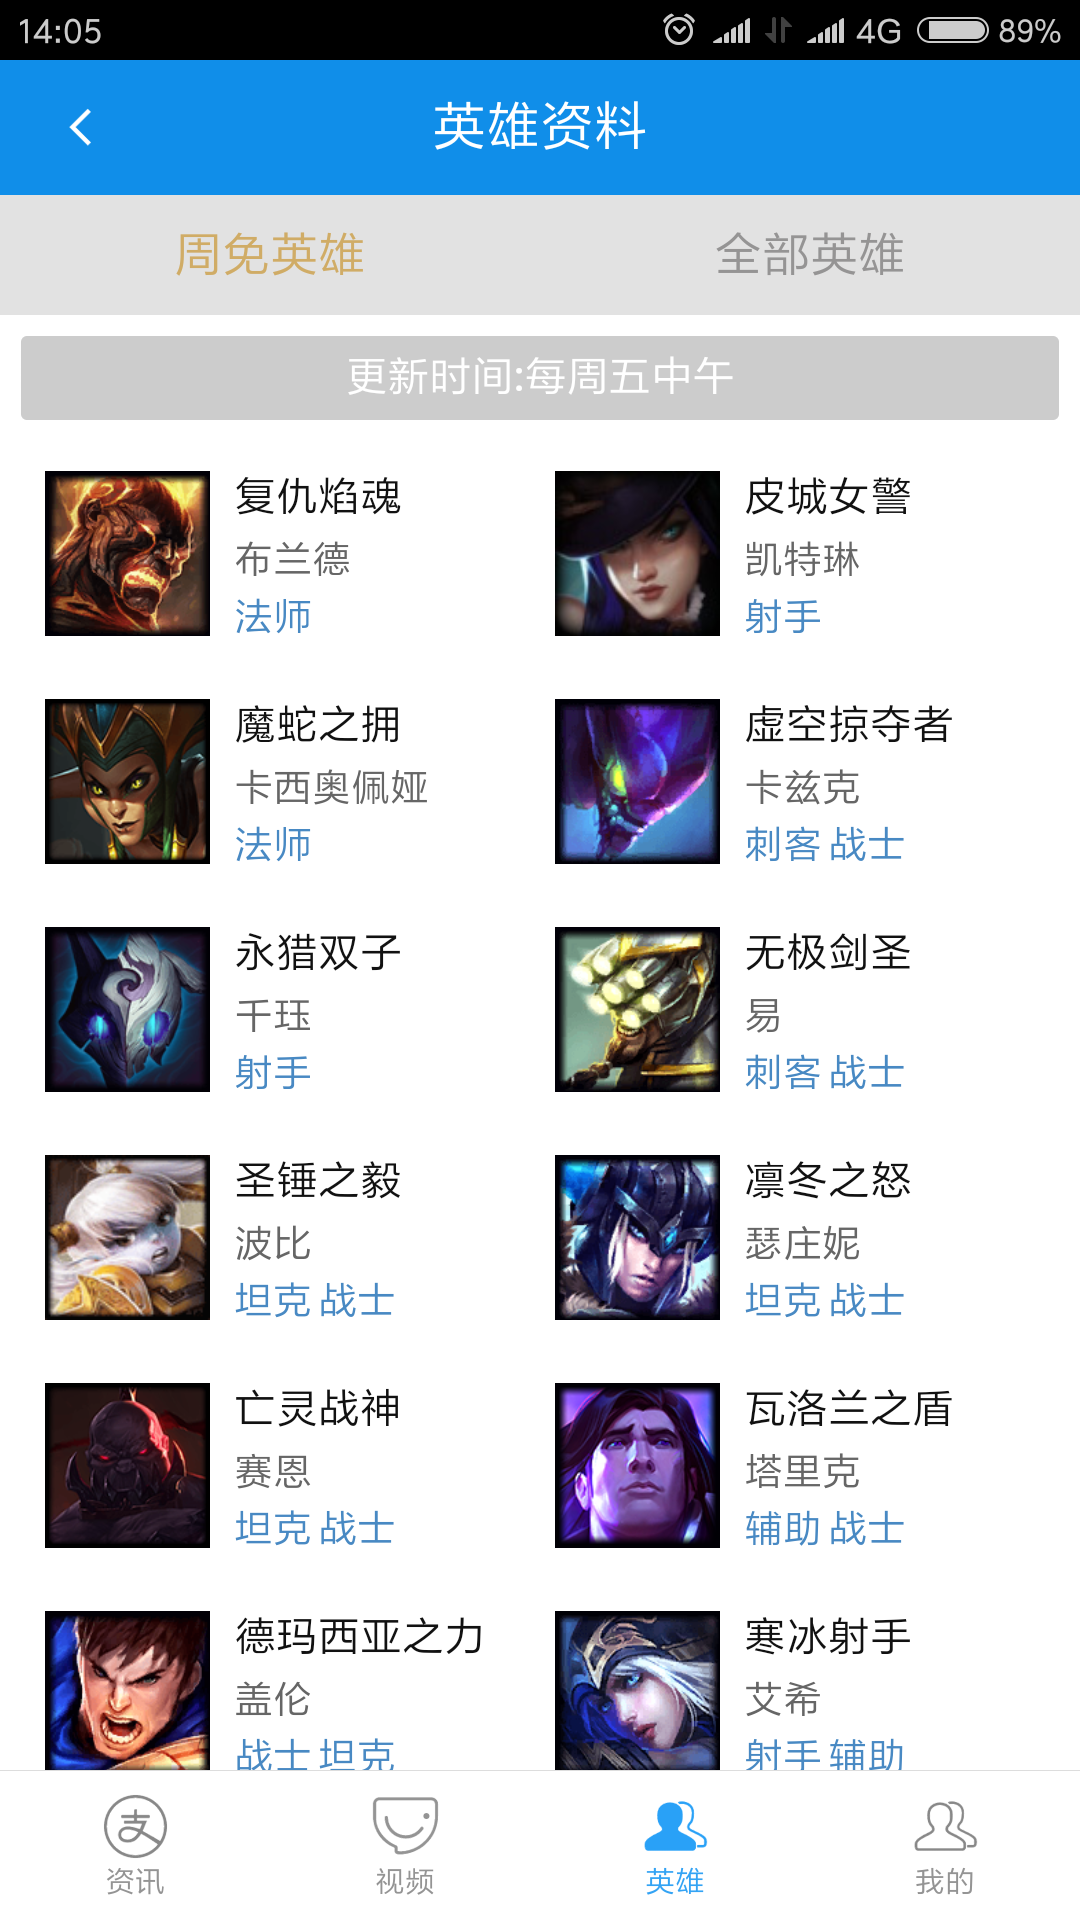 14:05 4G 89%
英雄资料
周免英雄 全部英雄
更新时间:每周五中午
复仇焰魂
布兰德
法师
皮城女警
凯特琳
射手
魔蛇之拥
卡西奥佩娅
法师
虚空掠夺者
卡兹克
刺客 战士
永猎双子
千珏
射手
无极剑圣
易
刺客 战士
圣锤之毅
波比
坦克 战士
凛冬之怒
瑟庄妮
坦克 战士
亡灵战神
赛恩
坦克 战士
瓦洛兰之盾
塔里克
辅助 战士
德玛西亚之力
盖伦
战士 坦克
寒冰射手
艾希
射手 辅助
支
资讯 视频 英雄 我的